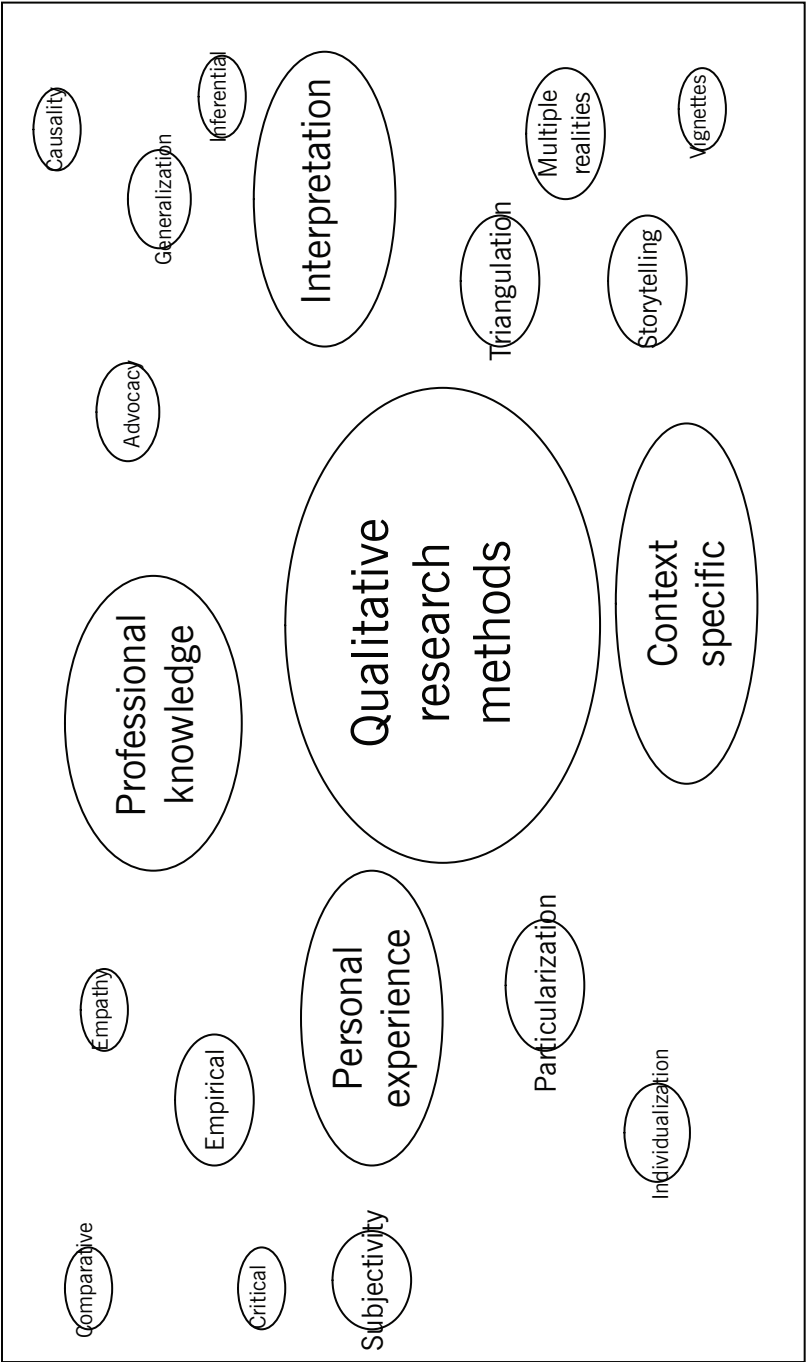 Comparative
Empathy
Causality
Professional
knowledge
Advocacy
Generalization
Empirical
Inferential
Critical
Interpretation
Subjectivity
Personal
experience
Qualitative
research
methods
Triangulation
Particularization
Multiple
realities
Individualization
Storytelling
Context
specific
Vignettes